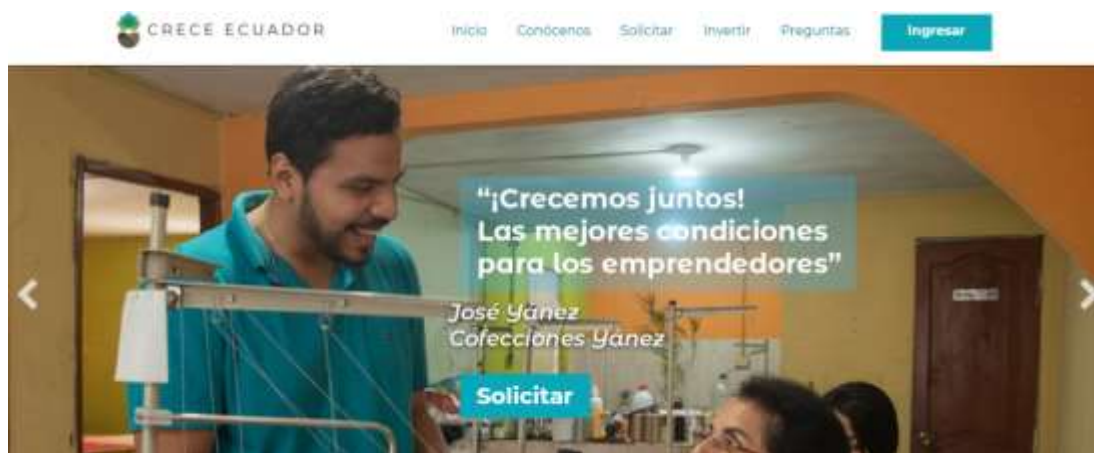 CRECE ECUADOR
Inicio Conócenos Solicitar Invertir Preguntas Ingresar
“¡Crecemos juntos!
Las mejores condiciones
para los emprendedores”
José Yánez
Cofecciones Yánez
Solicitar